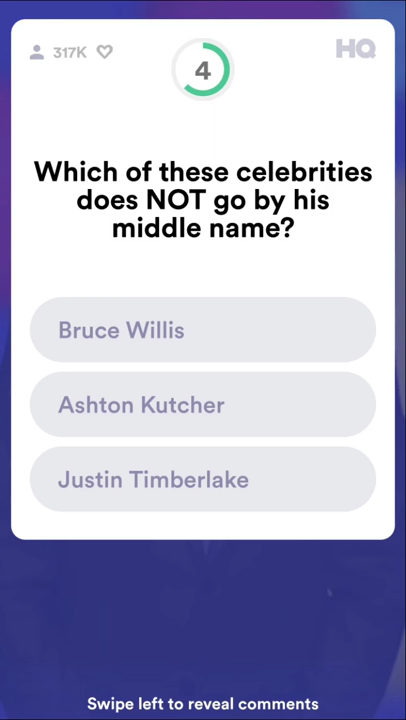 317K
4
HQ
Which of these celebrities
does NOT go by his
middle name?
Bruce Willis
Ashton Kutcher
Justin Timberlake
Swipe left to reveal comments